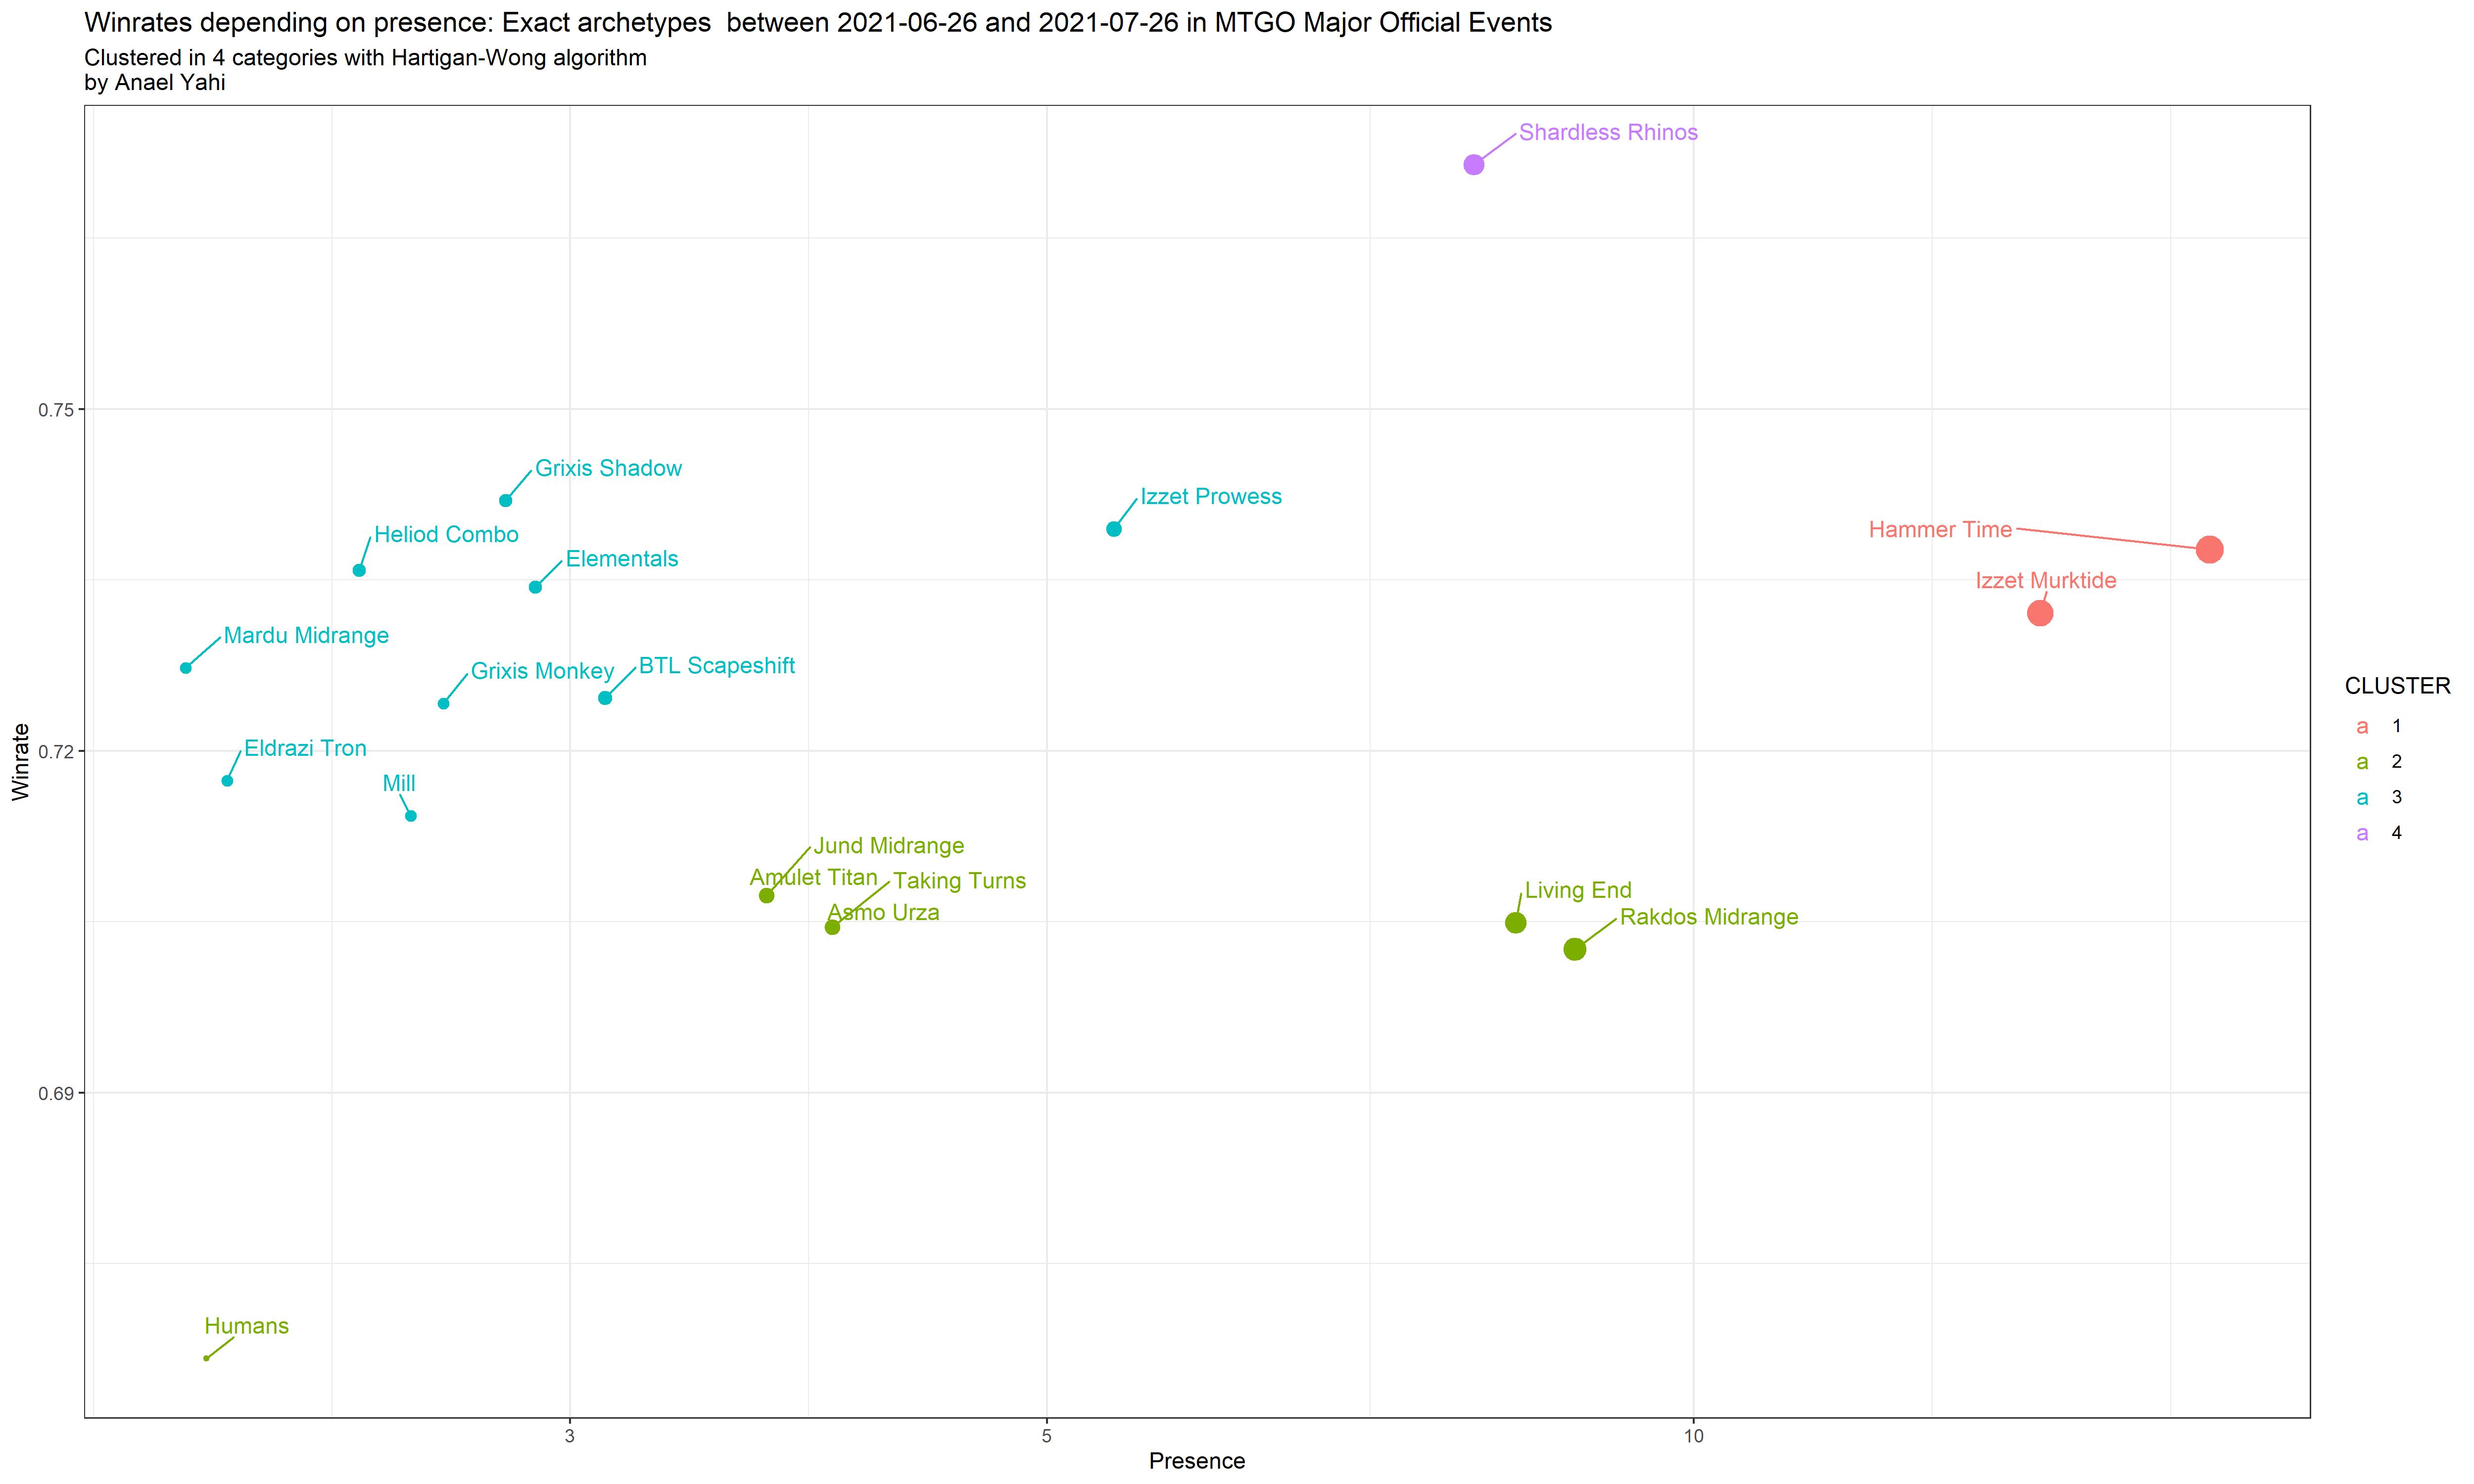 Winrates depending on presence: Exact archetypes  between 2021-06-26 and 2021-07-26 in MTGO Major Official Events
Clustered in 4 categories with Hartigan-Wong algorithm
by Anael Yahi
Shardless Rhinos
0.75
Grixis Shadow
Izzet Prowess
Hammer Time
Heliod Combo
Elementals
Izzet Murktide
Mardu Midrange
Grixis Monkey
BTL Scapeshift
CLUSTER
a 1
a 2
a 3
a 4
Winrate
0.72
Eldrazi Tron
Mill
Jund Midrange
Amulet Titan
Taking Turns
Asmo Urza
Living End
Rakdos Midrange
0.69
Humans
3
5
10
Presence